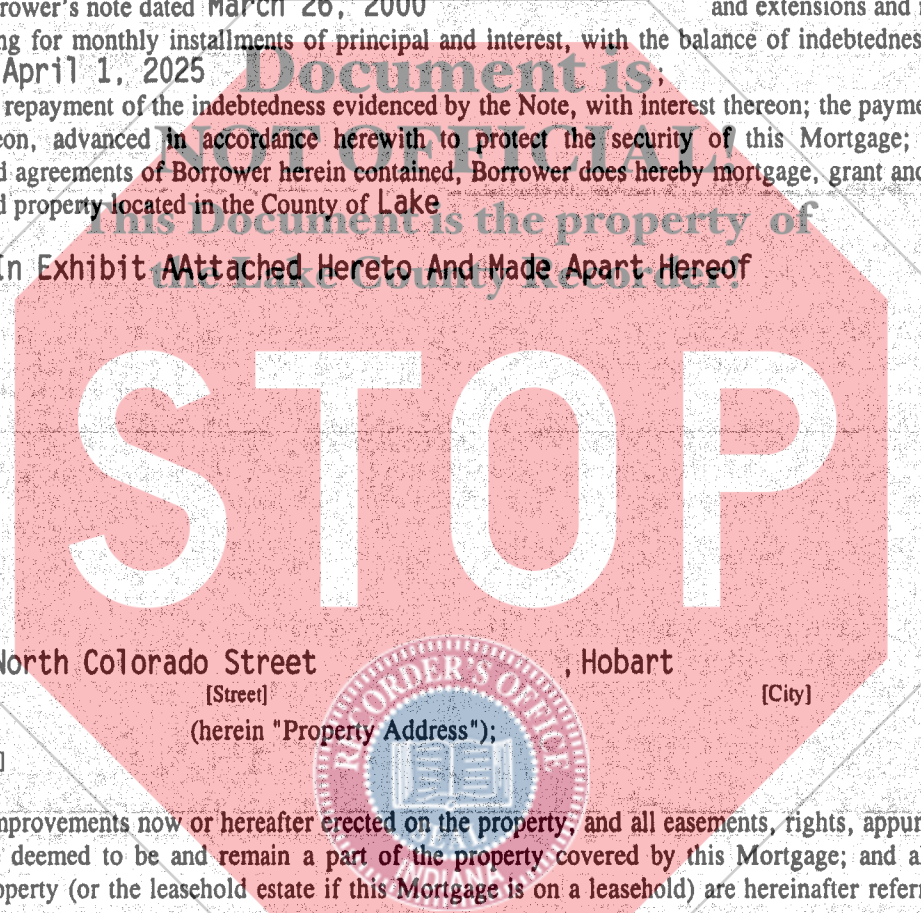 rower's note dated March 26, 2000 and extensions and
ng for monthly installments of principal and interest, with the balance of indebtednes
April 1, 2025 ;
Document is
repayment of the indebtedness evidenced by the Note, with interest thereon; the payme
eon, advanced in accordance herewith to protect the security of this Mortgage;
NOT OFFICIAL!
d agreements of Borrower herein contained, Borrower does hereby mortgage, grant and
d property located in the County of Lake
This Document is the property of
In Exhibit AAttached Hereto And Made Apart Hereof
the Lake County Recorder!
STOP
North Colorado Street , Hobart
[Street] [City]
(herein "Property Address");
]
RECORDER'S OFFICE
SEAL
INDIANA
mprovements now or hereafter erected on the property, and all easements, rights, appur
deemed to be and remain a part of the property covered by this Mortgage; and a
operty (or the leasehold estate if this Mortgage is on a leasehold) are hereinafter refer